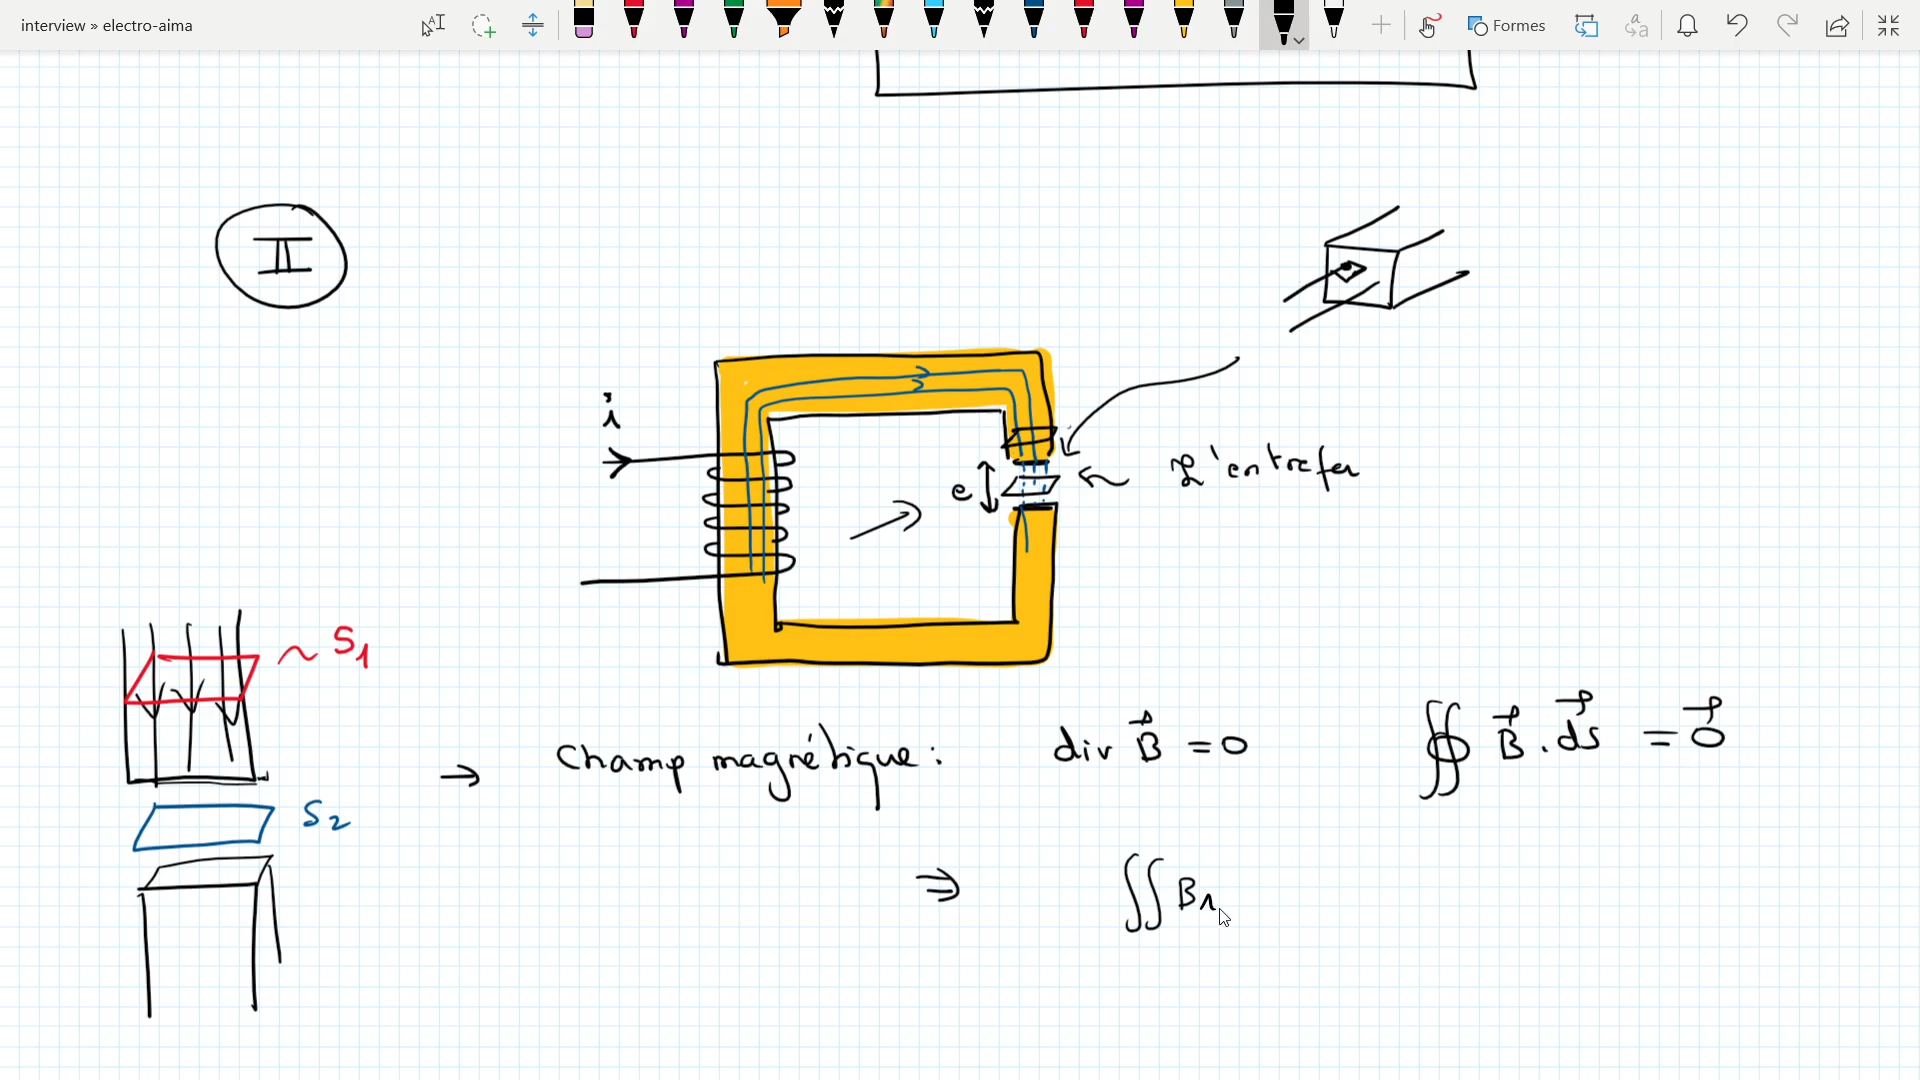 interview » electro-aima
Formes
II
i
e
L'entrefer
S1
S2
→ Champ magnétique : div B⃗ = 0 ∯ B⃗ . ds⃗ = 0⃗
⇒ ∬ B1